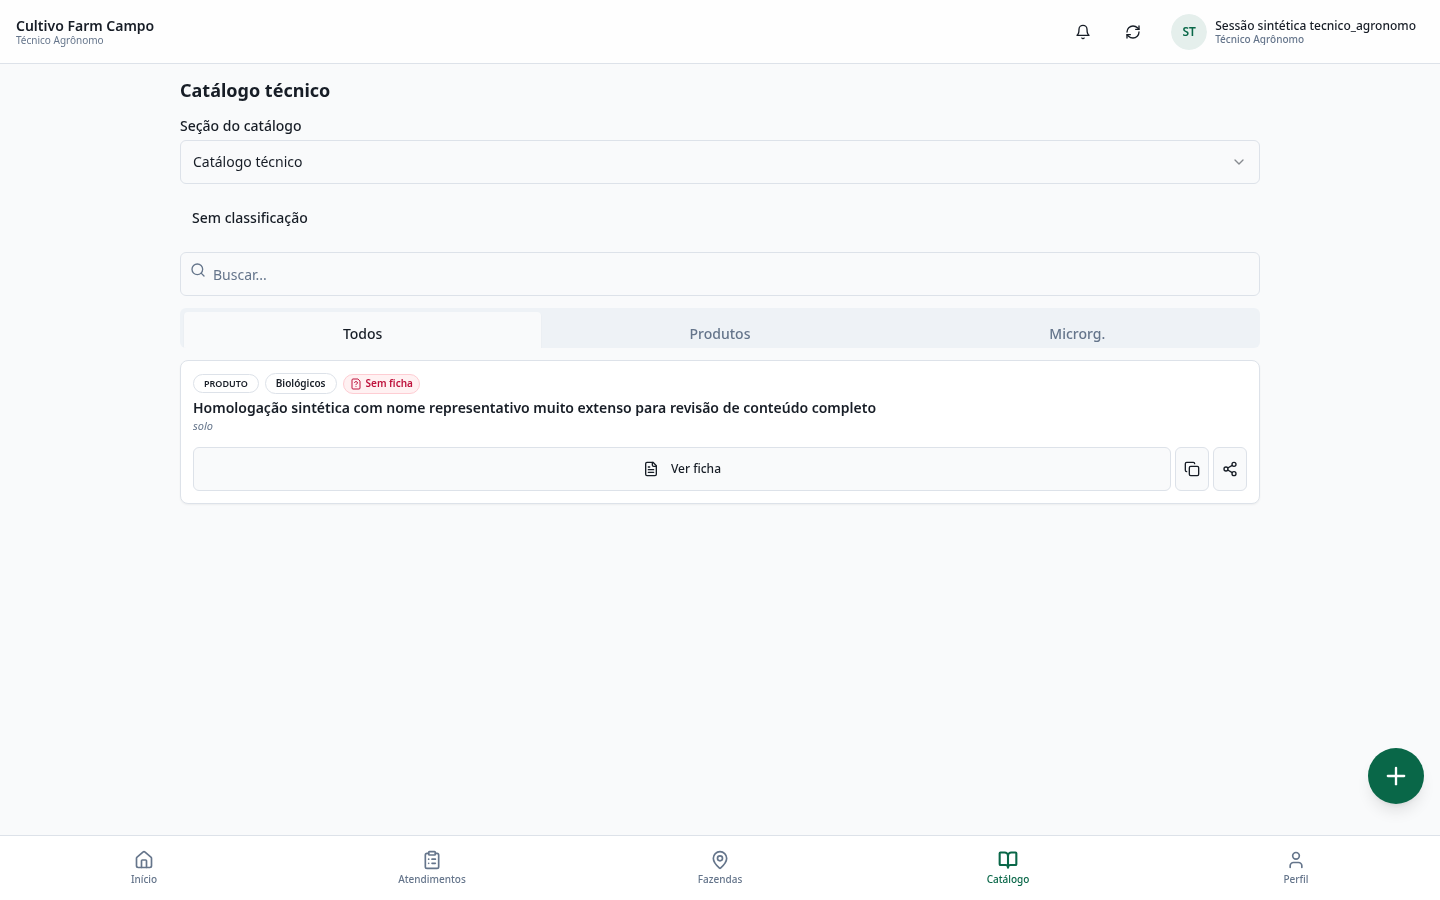 Cultivo Farm Campo
Técnico Agrônomo
ST
Sessão sintética tecnico_agronomo
Técnico Agrônomo
Catálogo técnico
Seção do catálogo
Catálogo técnico
Sem classificação
Buscar...
Todos
Produtos
Microrg.
PRODUTO
Biológicos
Sem ficha
Homologação sintética com nome representativo muito extenso para revisão de conteúdo completo
solo
Ver ficha
Início
Atendimentos
Fazendas
Catálogo
Perfil